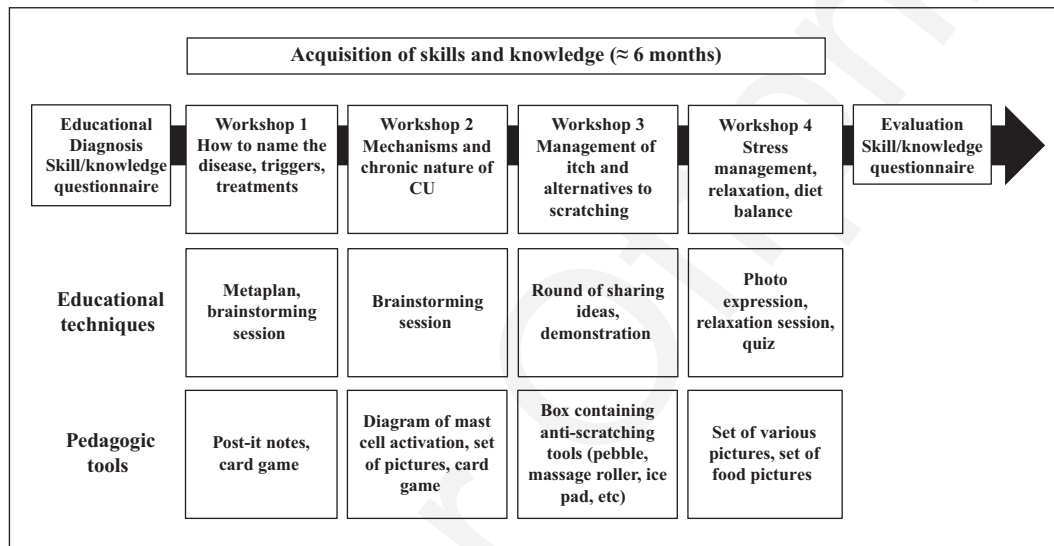 Acquisition of skills and knowledge (≈ 6 months)
Educational
Diagnosis
Skill/knowledge
questionnaire
Workshop 1
How to name the
disease, triggers,
treatments
Workshop 2
Mechanisms and
chronic nature of
CU
Workshop 3
Management of
itch and
alternatives to
scratching
Workshop 4
Stress
management,
relaxation, diet
balance
Evaluation
Skill/knowledge
questionnaire
Educational
techniques
Metaplan,
brainstorming
session
Brainstorming
session
Round of sharing
ideas,
demonstration
Photo
expression,
relaxation session,
quiz
Pedagogic
tools
Post-it notes,
card game
Diagram of mast
cell activation, set
of pictures, card
game
Box containing
anti-scratching
tools (pebble,
massage roller, ice
pad, etc)
Set of various
pictures, set of
food pictures